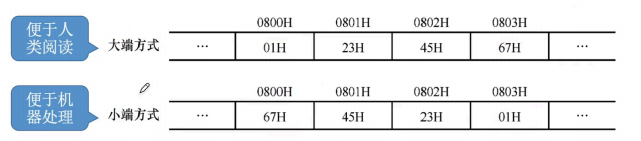 便于人
类阅读
大端方式
0800H 0801H 0802H 0803H
… 01H 23H 45H 67H …
便于机
器处理
小端方式
0800H 0801H 0802H 0803H
… 67H 45H 23H 01H …